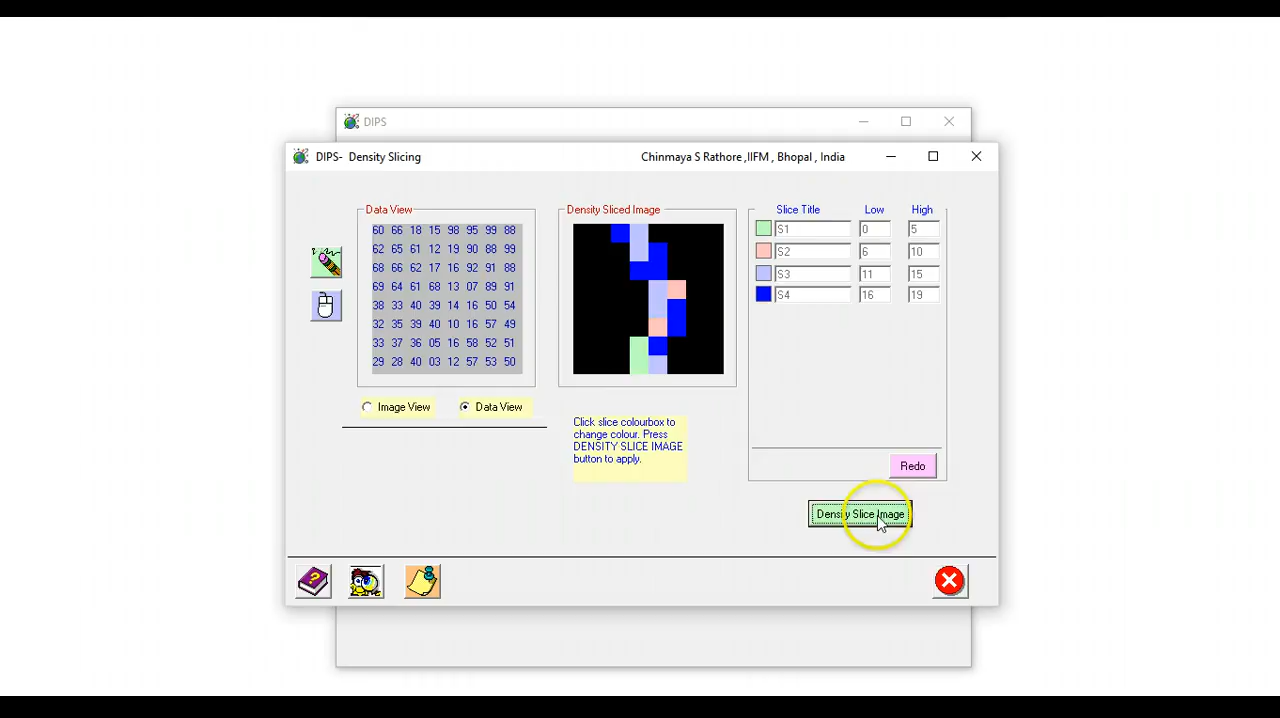 DIPS
DIPS- Density Slicing
Chinmaya S Rathore ,IIFM , Bhopal , India
Data View
60 66 18 15 98 95 99 88
62 65 61 12 19 90 88 99
68 66 62 17 16 92 91 88
69 64 61 68 13 07 89 91
38 33 40 39 14 16 50 54
32 35 39 40 10 16 57 49
33 37 36 05 16 58 52 51
29 28 40 03 12 57 53 50
Image View
Data View
Density Sliced Image
Click slice colourbox to
change colour. Press
DENSITY SLICE IMAGE
button to apply.
Slice Title Low High
S1 0 5
S2 6 10
S3 11 15
S4 16 19
Redo
Density Slice Image
?